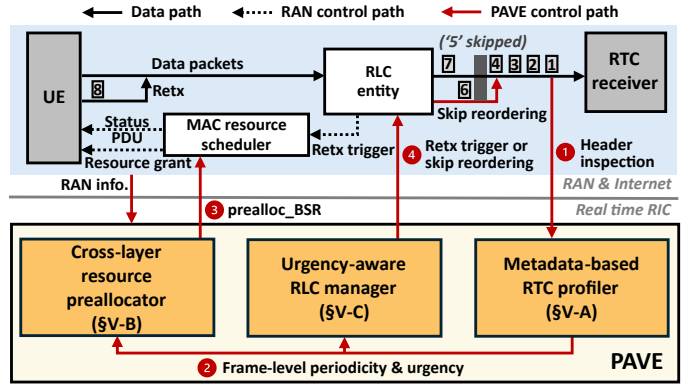 Data path
RAN control path
PAVE control path
('5' skipped)
Data packets
7
4
3
2
1
UE
8
Retx
RLC
entity
6
RTC
receiver
Skip reordering
Status
PDU
MAC resource
scheduler
Resource grant
Retx trigger
4 Retx trigger or
skip reordering
1 Header
inspection
RAN info.
RAN & Internet
3 prealloc_BSR
Real time RIC
Cross-layer
resource
preallocator
(§V-B)
Urgency-aware
RLC manager
(§V-C)
Metadata-based
RTC profiler
(§V-A)
2 Frame-level periodicity & urgency
PAVE